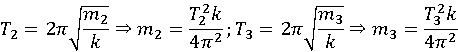 T₂ = 2π√(m₂/k) ⇒ m₂ = T₂²k/4π² ; T₃ = 2π√(m₃/k) ⇒ m₃ = T₃²k/4π²